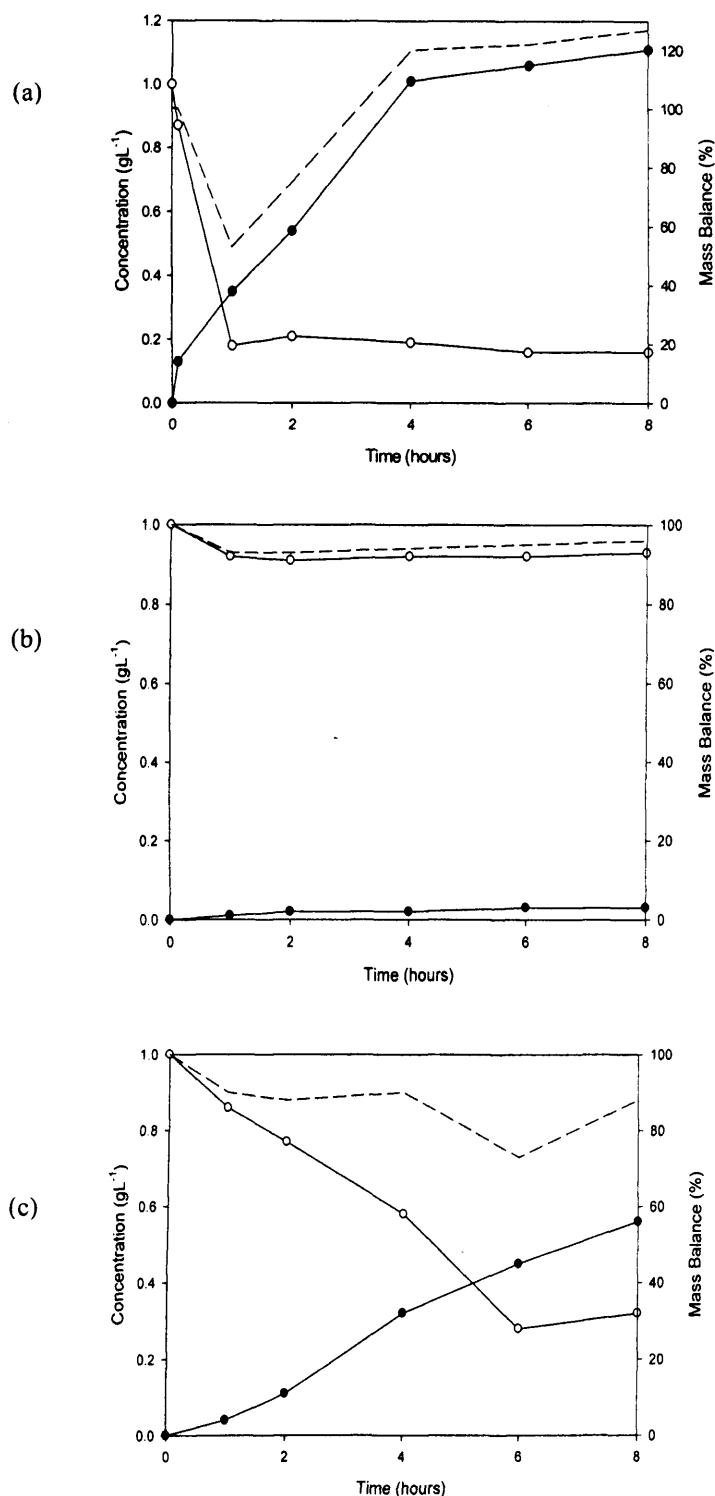 (a)
Concentration (gL⁻¹)
1.2
1.0
0.8
0.6
0.4
0.2
0.0
120
100
80
60
40
20
0
Mass Balance (%)
0 2 4 6 8
Time (hours)
(b)
Concentration (gL⁻¹)
1.0
0.8
0.6
0.4
0.2
0.0
100
80
60
40
20
0
Mass Balance (%)
0 2 4 6 8
Time (hours)
(c)
Concentration (gL⁻¹)
1.0
0.8
0.6
0.4
0.2
0.0
100
80
60
40
20
0
Mass Balance (%)
0 2 4 6 8
Time (hours)